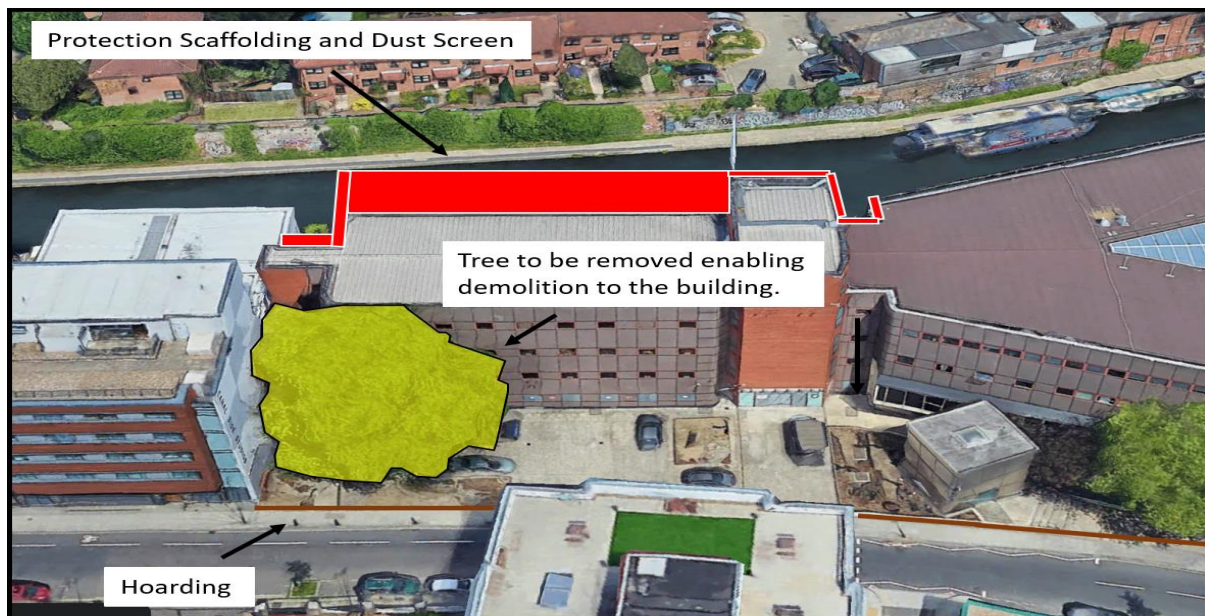 Protection Scaffolding and Dust Screen
Tree to be removed enabling
demolition to the building.
Hoarding